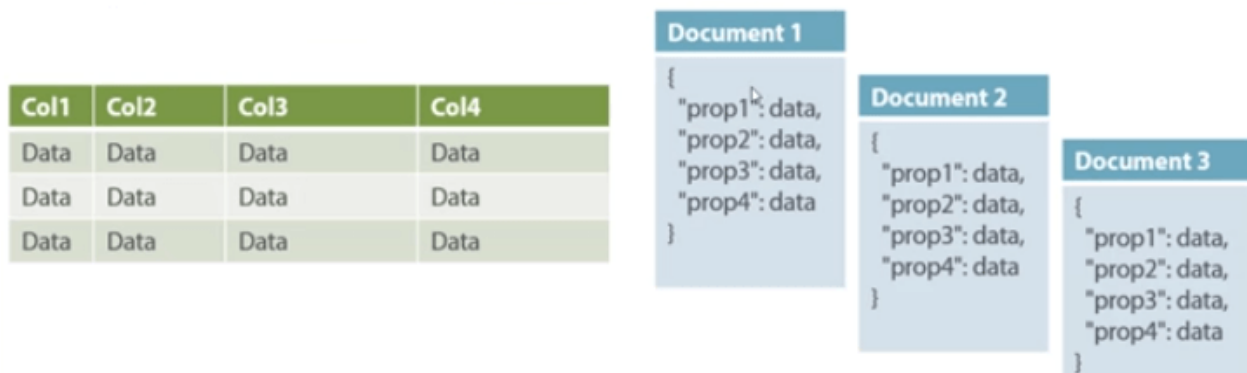 Col1 Col2 Col3 Col4
Data Data Data Data
Data Data Data Data
Data Data Data Data
Document 1
{
"prop1": data,
"prop2": data,
"prop3": data,
"prop4": data
}
Document 2
{
"prop1": data,
"prop2": data,
"prop3": data,
"prop4": data
}
Document 3
{
"prop1": data,
"prop2": data,
"prop3": data,
"prop4": data
}